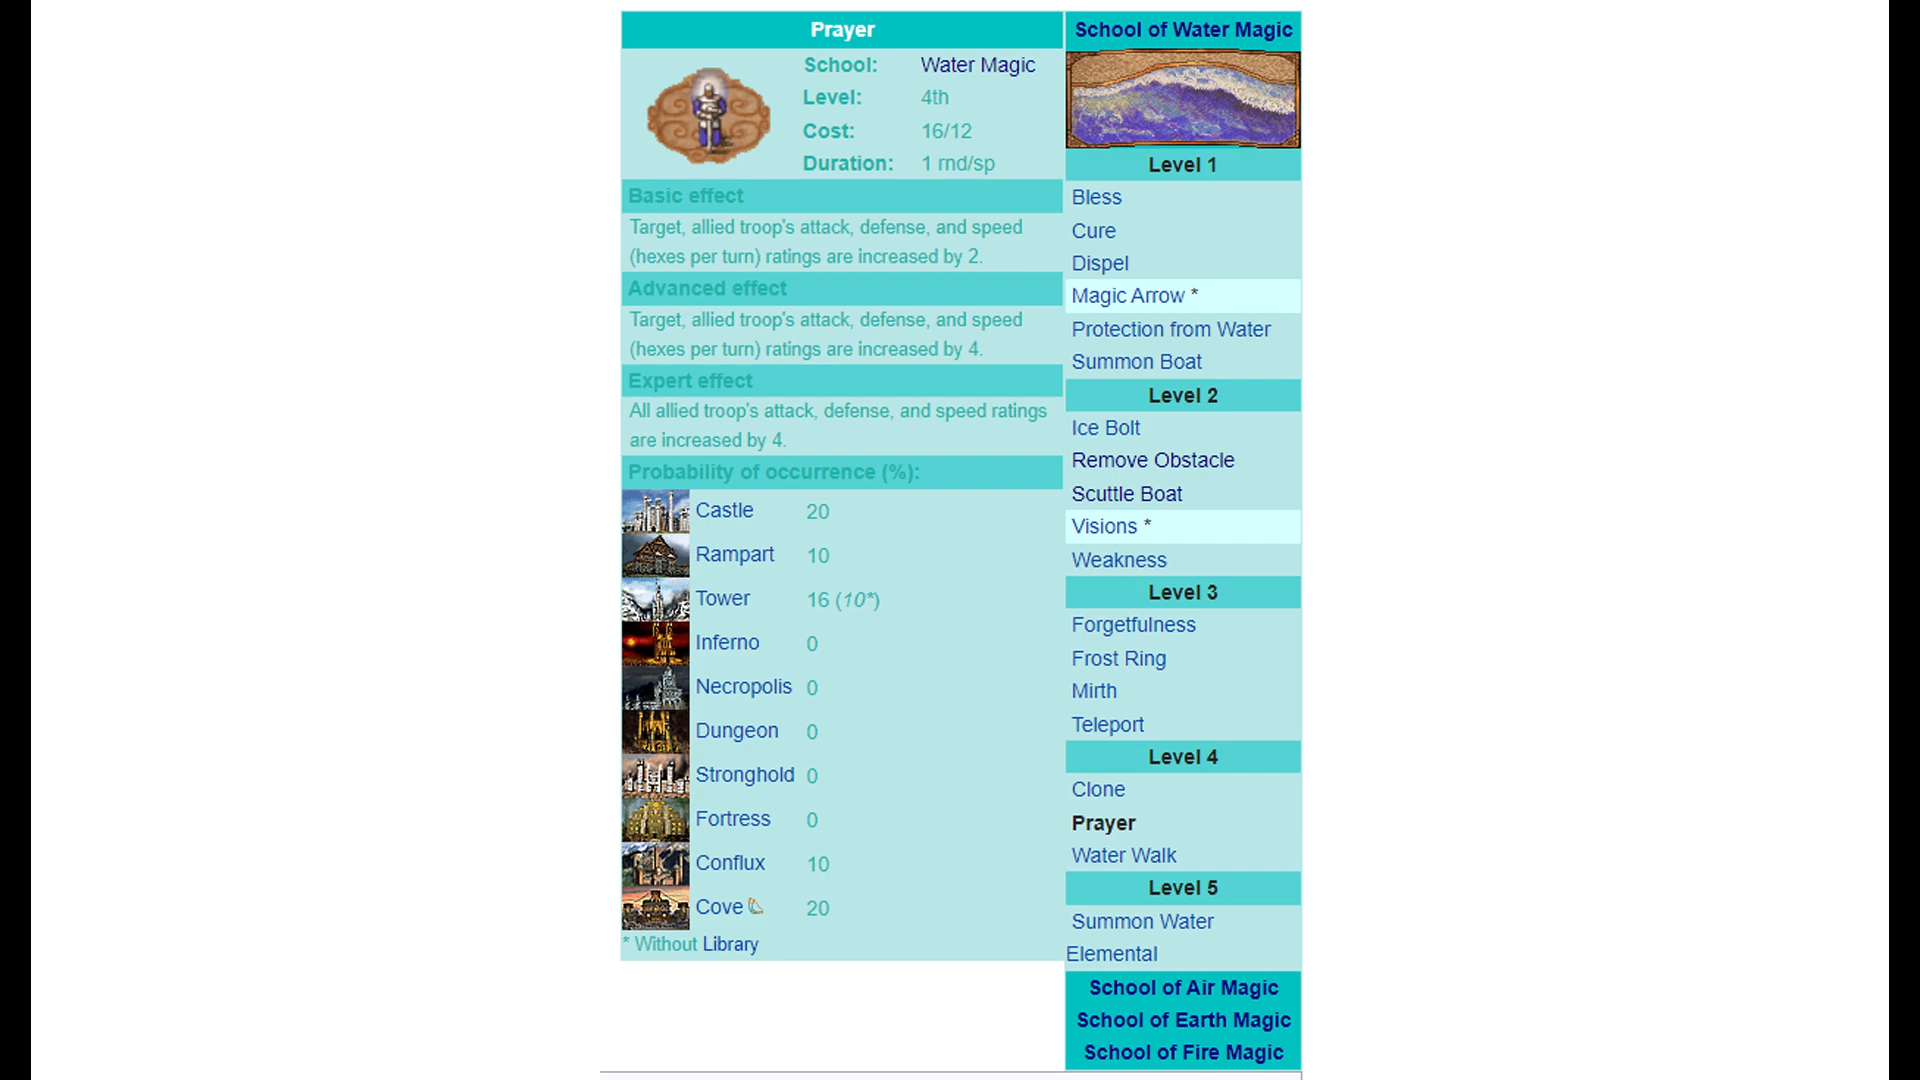 Prayer
School: Water Magic
Level: 4th
Cost: 16/12
Duration: 1 rnd/sp
Basic effect
Target, allied troop's attack, defense, and speed
(hexes per turn) ratings are increased by 2.
Advanced effect
Target, allied troop's attack, defense, and speed
(hexes per turn) ratings are increased by 4.
Expert effect
All allied troop's attack, defense, and speed ratings
are increased by 4.
Probability of occurrence (%):
Castle 20
Rampart 10
Tower 16 (10*)
Inferno 0
Necropolis 0
Dungeon 0
Stronghold 0
Fortress 0
Conflux 10
Cove 20
* Without Library
School of Water Magic
Level 1
Bless
Cure
Dispel
Magic Arrow *
Protection from Water
Summon Boat
Level 2
Ice Bolt
Remove Obstacle
Scuttle Boat
Visions *
Weakness
Level 3
Forgetfulness
Frost Ring
Mirth
Teleport
Level 4
Clone
Prayer
Water Walk
Level 5
Summon Water
Elemental
School of Air Magic
School of Earth Magic
School of Fire Magic